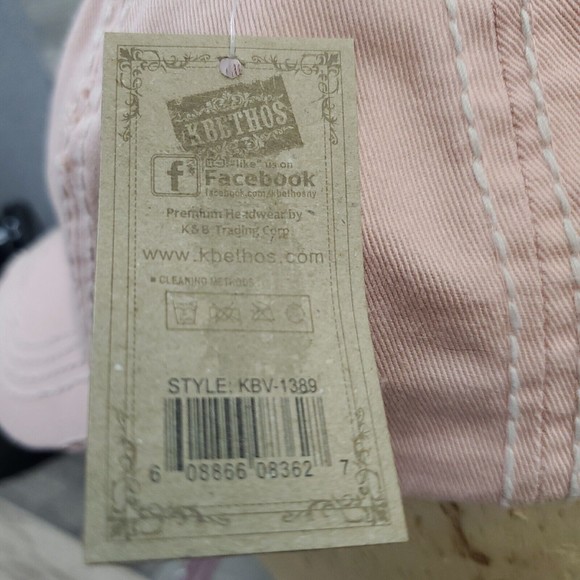 KBETHOS
"like" us on
f Facebook
facebook.com/kbethosny
Premium Headwear by
K & B Trading Corp
www.kbethos.com
CLEANING METHODS
STYLE: KBV-1389
6 08866 08362 7